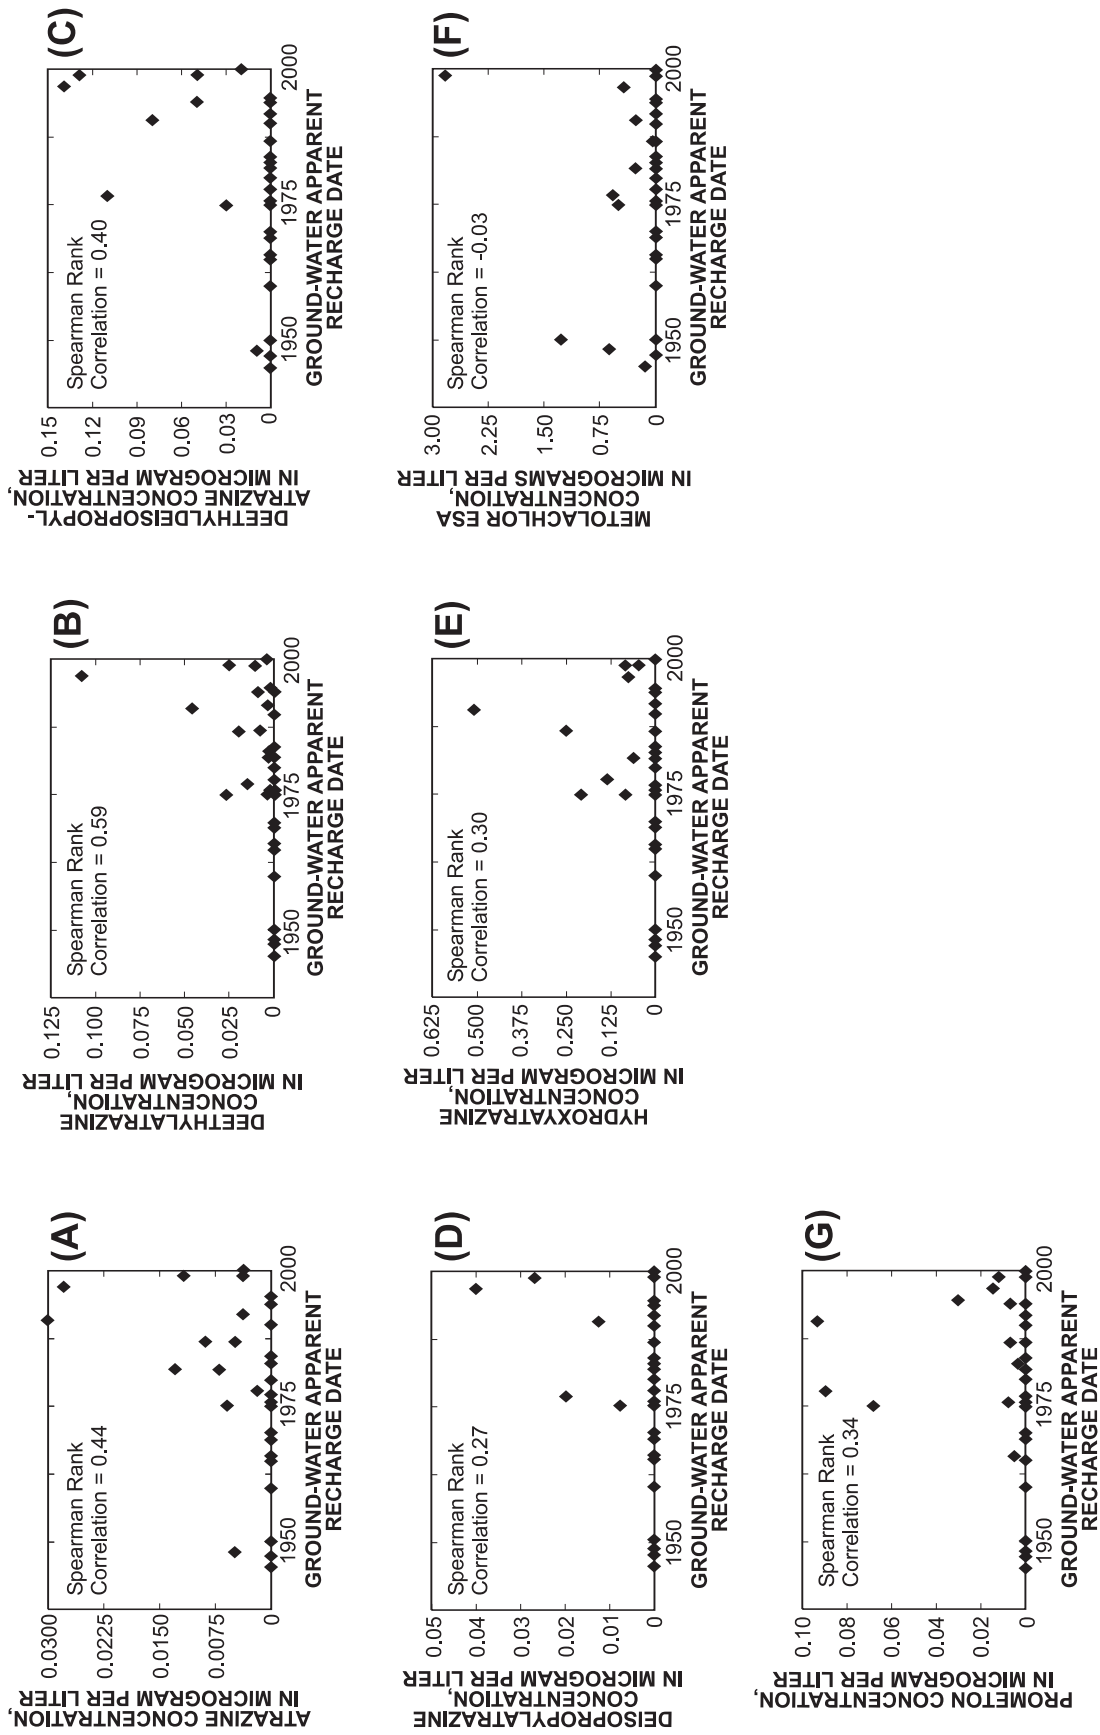 (A)
ATRAZINE CONCENTRATION,
IN MICROGRAM PER LITER
0.0300
0.0225
0.0150
0.0075
0
Spearman Rank
Correlation = 0.44
1950
1975
2000
GROUND-WATER APPARENT
RECHARGE DATE
(B)
DEETHYLATRAZINE
CONCENTRATION,
IN MICROGRAM PER LITER
0.125
0.100
0.075
0.050
0.025
0
Spearman Rank
Correlation = 0.59
1950
1975
2000
GROUND-WATER APPARENT
RECHARGE DATE
(C)
DEETHYLDEISOPROPYL-
ATRAZINE CONCENTRATION,
IN MICROGRAM PER LITER
0.15
0.12
0.09
0.06
0.03
0
Spearman Rank
Correlation = 0.40
1950
1975
2000
GROUND-WATER APPARENT
RECHARGE DATE
(D)
DEISOPROPYLATRAZINE
CONCENTRATION,
IN MICROGRAM PER LITER
0.05
0.04
0.03
0.02
0.01
0
Spearman Rank
Correlation = 0.27
1950
1975
2000
GROUND-WATER APPARENT
RECHARGE DATE
(E)
HYDROXYATRAZINE
CONCENTRATION,
IN MICROGRAM PER LITER
0.625
0.500
0.375
0.250
0.125
0
Spearman Rank
Correlation = 0.30
1950
1975
2000
GROUND-WATER APPARENT
RECHARGE DATE
(F)
METOLACHLOR ESA
CONCENTRATION,
IN MICROGRAMS PER LITER
3.00
2.25
1.50
0.75
0
Spearman Rank
Correlation = -0.03
1950
1975
2000
GROUND-WATER APPARENT
RECHARGE DATE
(G)
PROMETON CONCENTRATION,
IN MICROGRAM PER LITER
0.10
0.08
0.06
0.04
0.02
0
Spearman Rank
Correlation = 0.34
1950
1975
2000
GROUND-WATER APPARENT
RECHARGE DATE